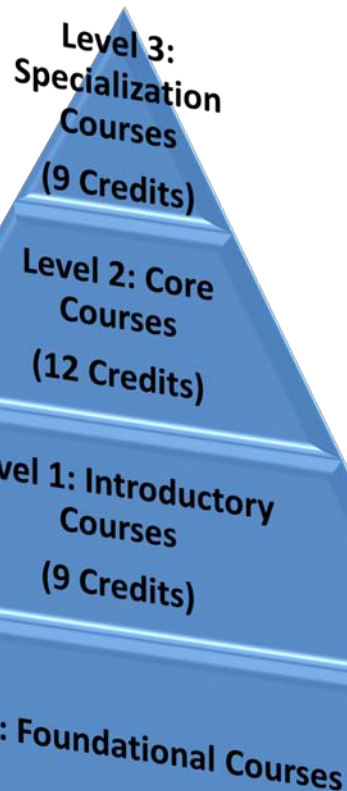 Level 3:
Specialization
Courses
(9 Credits)
Level 2: Core
Courses
(12 Credits)
vel 1: Introductory
Courses
(9 Credits)
: Foundational Courses